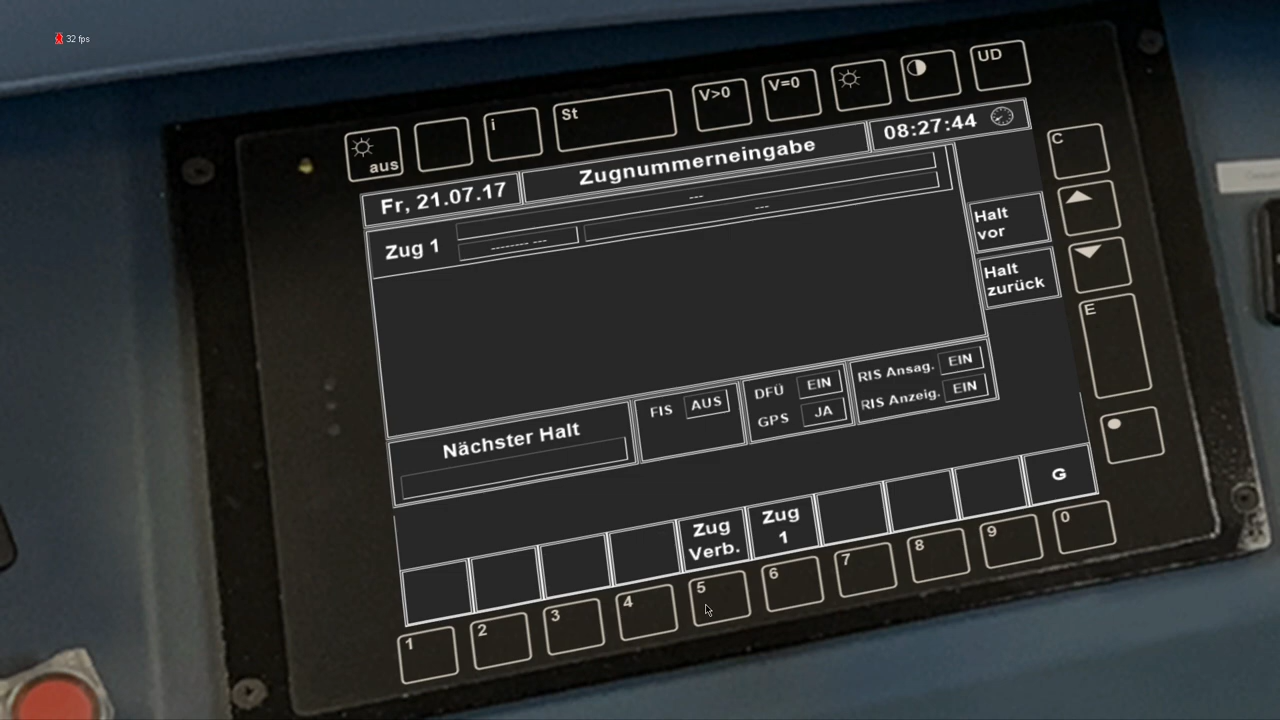 32 fps
aus
i
St
V>0
V=0
UD
Fr, 21.07.17
Zugnummerneingabe
08:27:44
C
Zug 1
---
-------- ---
---
Halt
vor
Halt
zurück
E
Nächster Halt
FIS AUS
DFÜ EIN
GPS JA
RIS Ansag. EIN
RIS Anzeig. EIN
Zug
Verb.
Zug
1
G
1 2 3 4 5 6 7 8 9 0